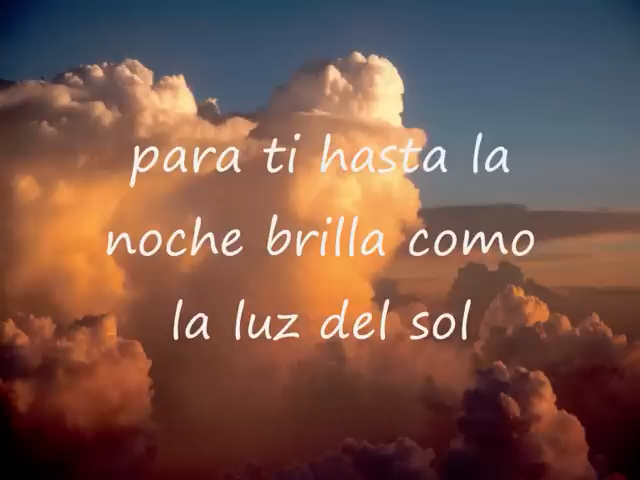 para ti hasta la
noche brilla como
la luz del sol